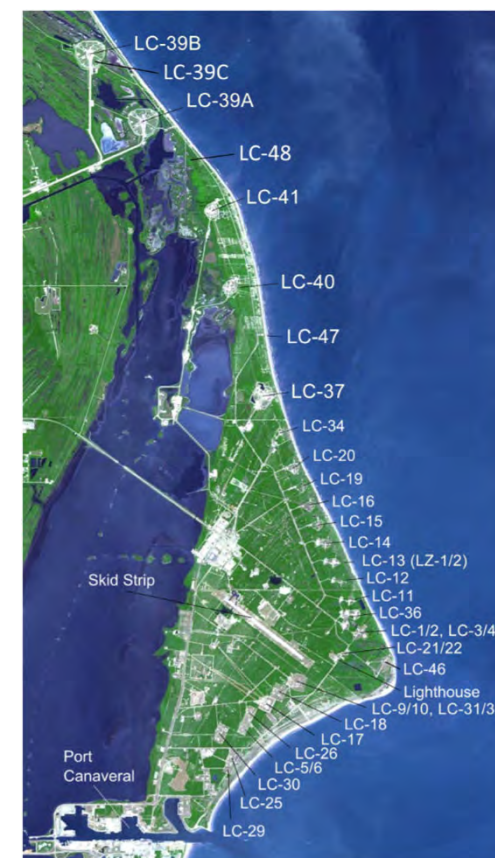 LC-39B
LC-39C
LC-39A
LC-48
LC-41
LC-40
LC-47
LC-37
LC-34
LC-20
LC-19
LC-16
LC-15
LC-14
LC-13 (LZ-1/2)
LC-12
Skid Strip
LC-11
LC-36
LC-1/2, LC-3/4
LC-21/22
LC-46
Lighthouse
LC-9/10, LC-31/3
LC-18
LC-17
LC-26
LC-5/6
Port
Canaveral
LC-30
LC-25
LC-29